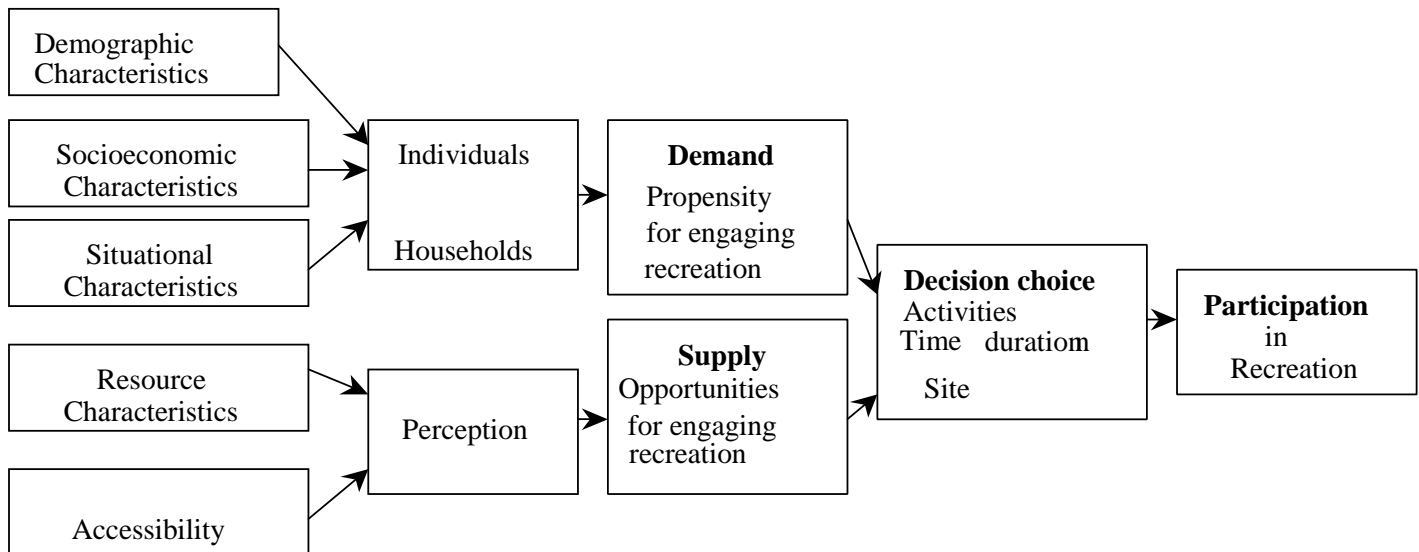 Demographic
Characteristics
Socioeconomic
Characteristics
Situational
Characteristics
Resource
Characteristics
Accessibility
Individuals
Households
Perception
Demand
Propensity
for engaging
recreation
Supply
Opportunities
for engaging
recreation
Decision choice
Activities
Time duration
Site
Participation
in
Recreation